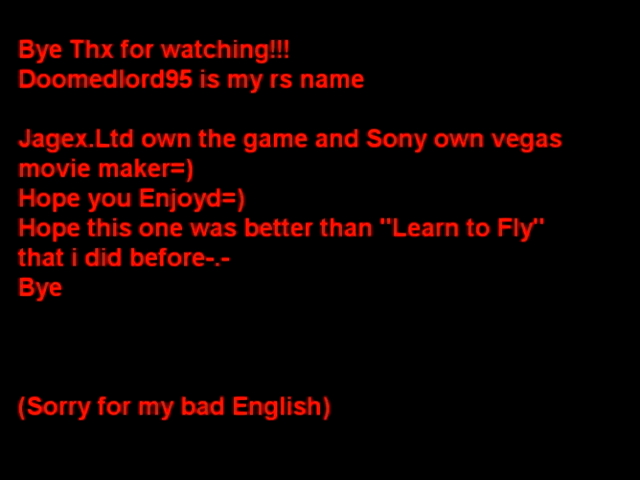 Bye Thx for watching!!!
Doomedlord95 is my rs name
Jagex.Ltd own the game and Sony own vegas
movie maker=)
Hope you Enjoyd=)
Hope this one was better than "Learn to Fly"
that i did before-.-
Bye
(Sorry for my bad English)